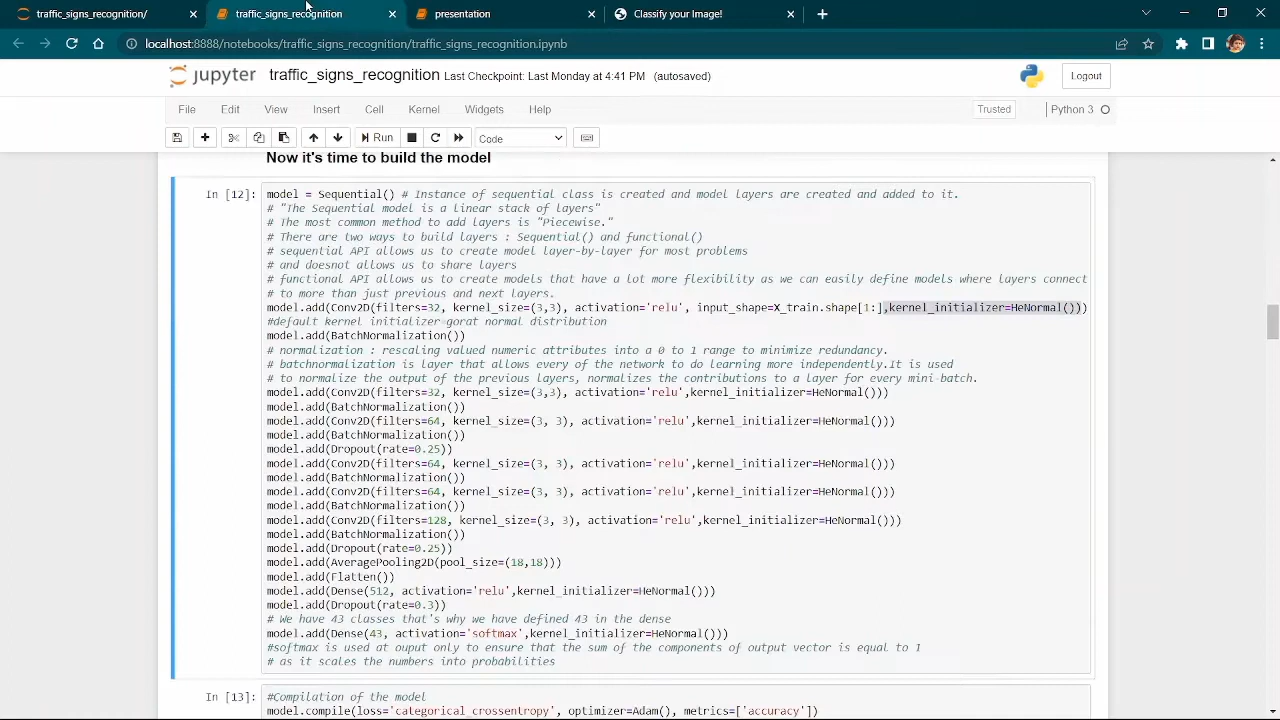 traffic_signs_recognition/
traffic_signs_recognition
presentation
Classify your Image!
localhost:8888/notebooks/traffic_signs_recognition/traffic_signs_recognition.ipynb
jupyter traffic_signs_recognition Last Checkpoint: Last Monday at 4:41 PM (autosaved)
Logout
File Edit View Insert Cell Kernel Widgets Help
Trusted
Python 3
Run
Code
Now it's time to build the model
In [12]:
model = Sequential() # Instance of sequential class is created and model layers are created and added to it.
# "The Sequential model is a linear stack of layers"
# The most common method to add layers is "Piecewise."
# There are two ways to build layers : Sequential() and functional()
# sequential API allows us to create model layer-by-layer for most problems
# and doesnot allows us to share layers
# functional API allows us to create models that have a lot more flexibility as we can easily define models where layers connect
# to more than just previous and next layers.
model.add(Conv2D(filters=32, kernel_size=(3,3), activation='relu', input_shape=X_train.shape[1:],kernel_initializer=HeNormal()))
#default kernel initializer-gorat normal distribution
model.add(BatchNormalization())
# normalization : rescaling valued numeric attributes into a 0 to 1 range to minimize redundancy.
# batchnormalization is layer that allows every of the network to do learning more independently.It is used
# to normalize the output of the previous layers, normalizes the contributions to a layer for every mini-batch.
model.add(Conv2D(filters=32, kernel_size=(3,3), activation='relu',kernel_initializer=HeNormal()))
model.add(BatchNormalization())
model.add(Conv2D(filters=64, kernel_size=(3, 3), activation='relu',kernel_initializer=HeNormal()))
model.add(BatchNormalization())
model.add(Dropout(rate=0.25))
model.add(Conv2D(filters=64, kernel_size=(3, 3), activation='relu',kernel_initializer=HeNormal()))
model.add(BatchNormalization())
model.add(Conv2D(filters=64, kernel_size=(3, 3), activation='relu',kernel_initializer=HeNormal()))
model.add(BatchNormalization())
model.add(Conv2D(filters=128, kernel_size=(3, 3), activation='relu',kernel_initializer=HeNormal()))
model.add(BatchNormalization())
model.add(Dropout(rate=0.25))
model.add(AveragePooling2D(pool_size=(18,18)))
model.add(Flatten())
model.add(Dense(512, activation='relu',kernel_initializer=HeNormal()))
model.add(Dropout(rate=0.3))
# We have 43 classes that's why we have defined 43 in the dense
model.add(Dense(43, activation='softmax',kernel_initializer=HeNormal()))
#softmax is used at ouput only to ensure that the sum of the components of output vector is equal to 1
# as it scales the numbers into probabilities
In [13]:
#Compilation of the model
model.compile(loss='categorical_crossentropy', optimizer=Adam(), metrics=['accuracy'])